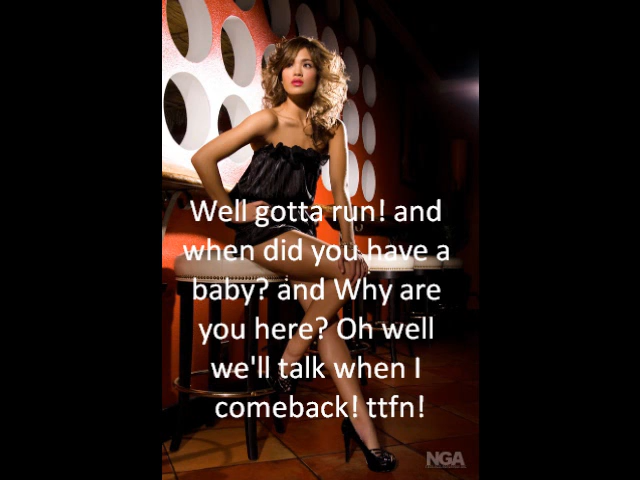 Well gotta run! and
when did you have a
baby? and Why are
you here? Oh well
we'll talk when I
comeback! ttfn!
NGA